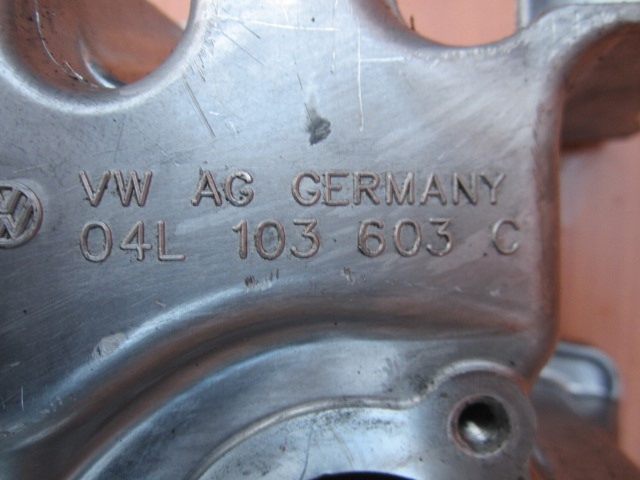 VW AG GERMANY
04L 103 603 C